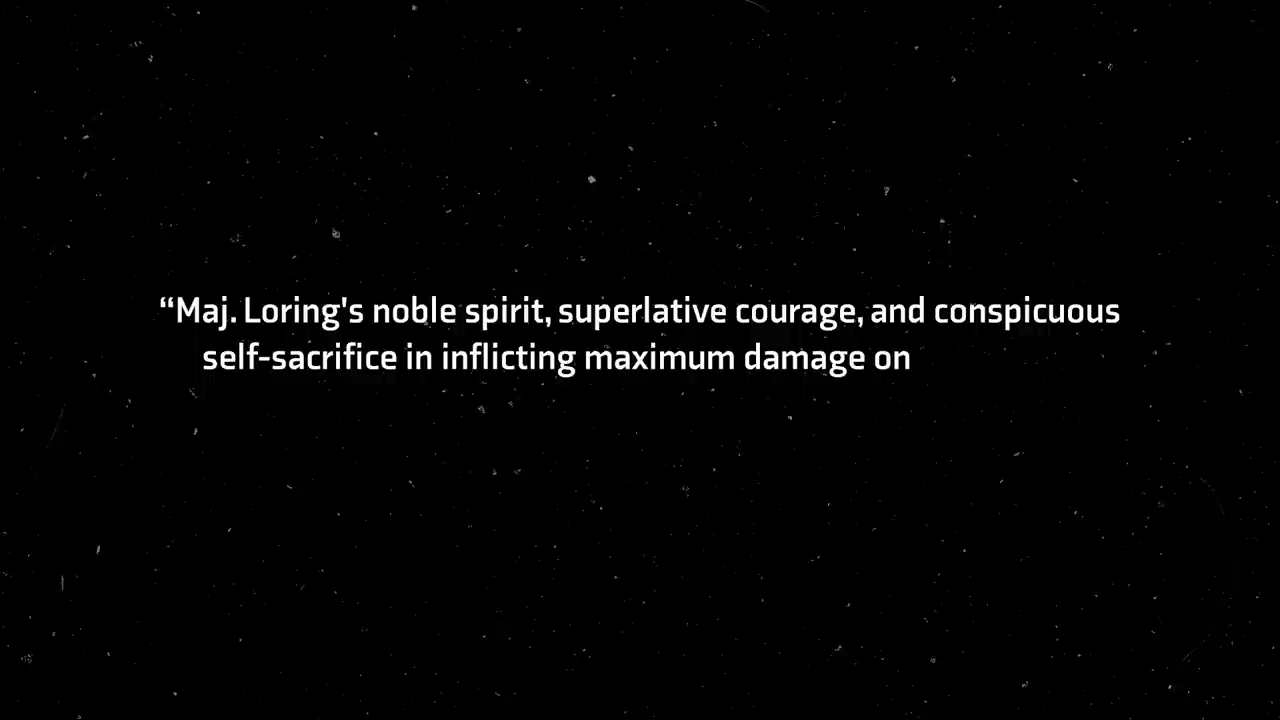 “Maj. Loring's noble spirit, superlative courage, and conspicuous
self-sacrifice in inflicting maximum damage on